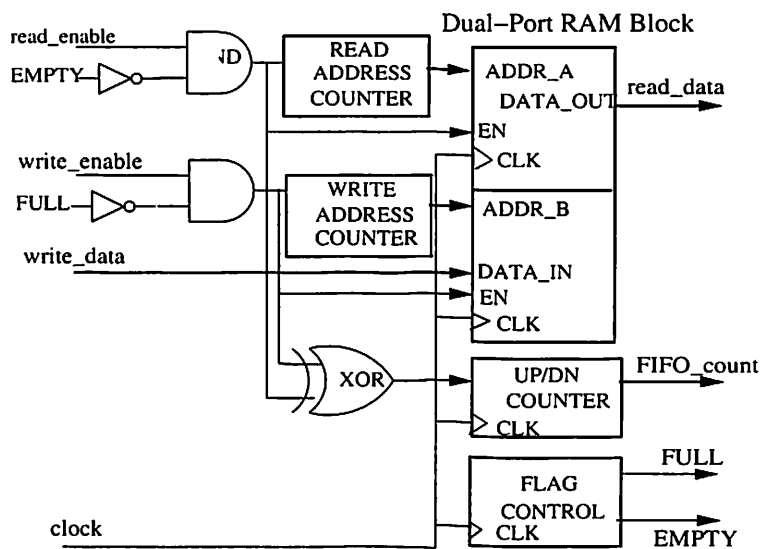 Dual-Port RAM Block
read_enable
EMPTY
READ
ADDRESS
COUNTER
ADDR_A
DATA_OUT
read_data
EN
CLK
write_enable
FULL
WRITE
ADDRESS
COUNTER
ADDR_B
write_data
DATA_IN
EN
CLK
XOR
UP/DN
COUNTER
CLK
FIFO_count
FLAG
CONTROL
CLK
FULL
EMPTY
clock